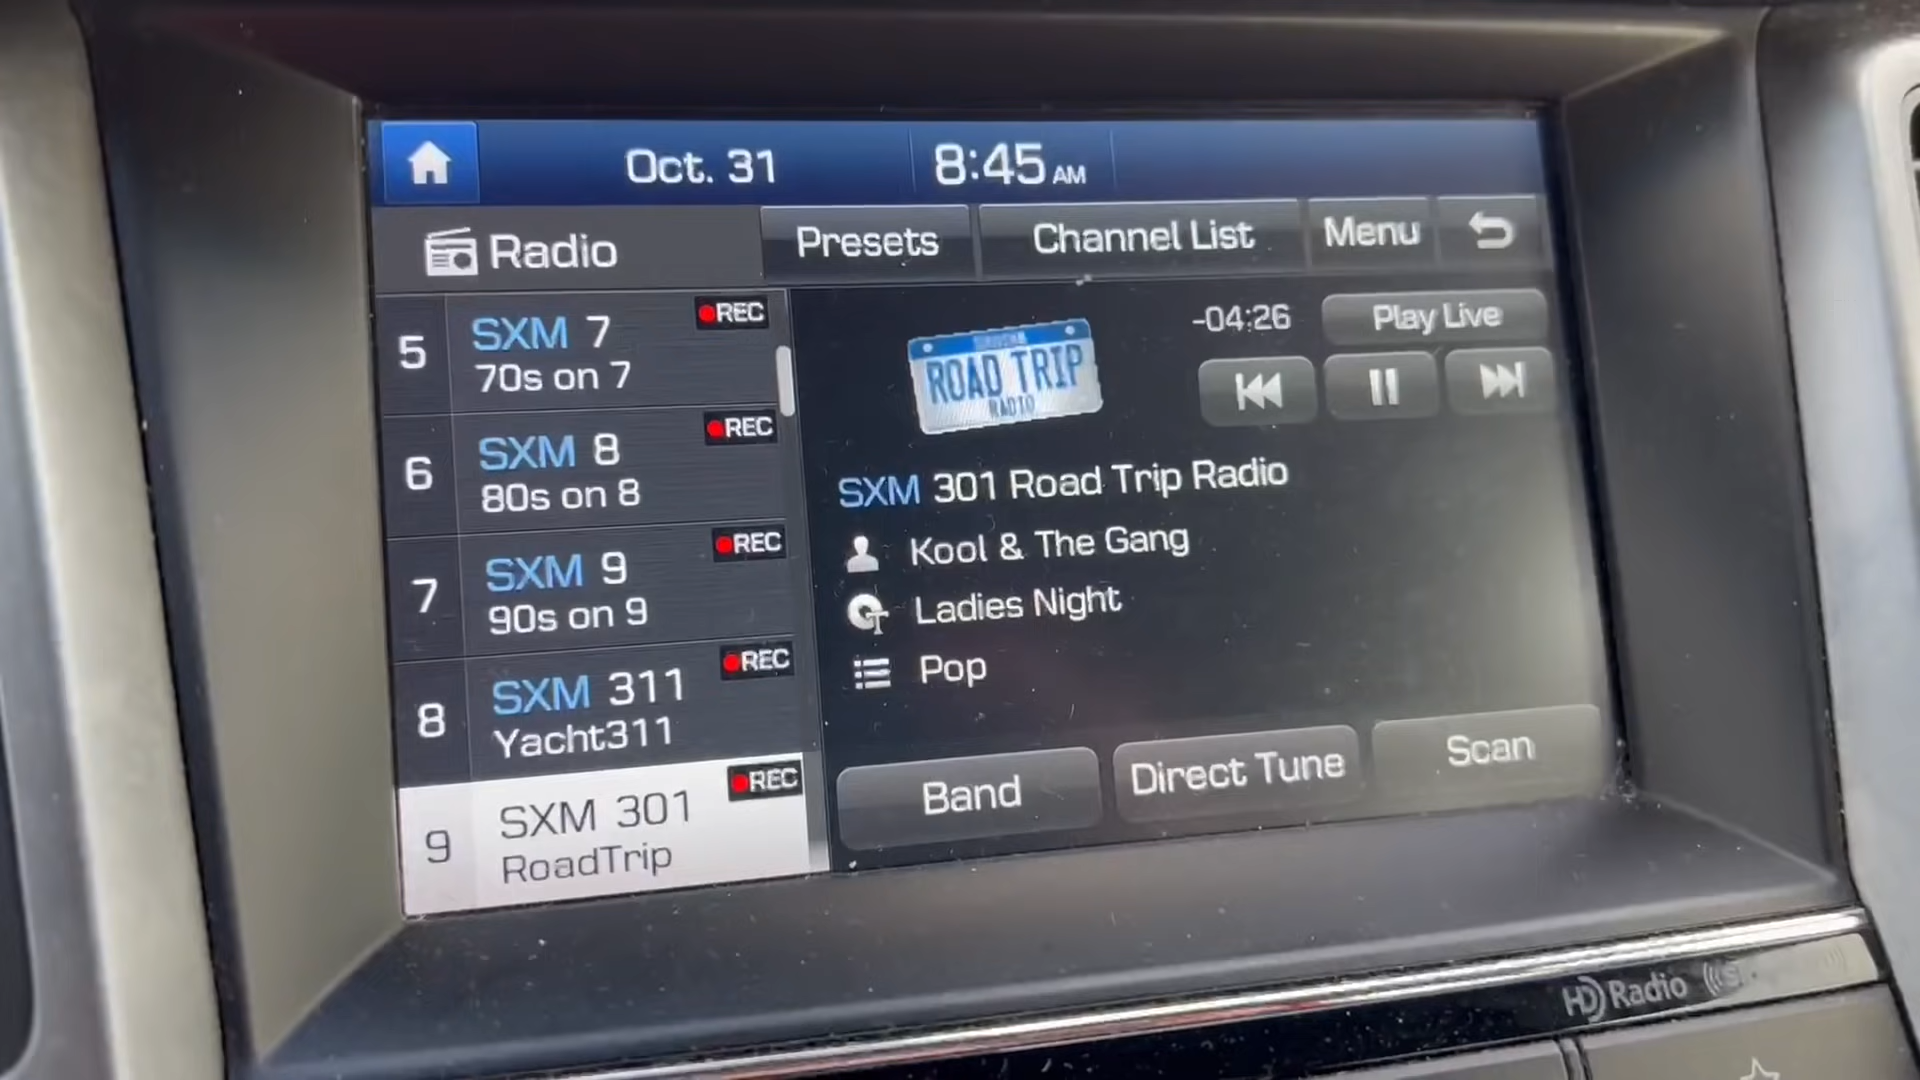 Oct. 31
8:45 AM
Radio
Presets
Channel List
Menu
5
SXM 7
REC
70s on 7
6
SXM 8
REC
80s on 8
7
SXM 9
REC
90s on 9
8
SXM 311
REC
Yacht311
9
SXM 301
REC
RoadTrip
ROAD TRIP
RADIO
-04:26
Play Live
SXM 301 Road Trip Radio
Kool & The Gang
Ladies Night
Pop
Band
Direct Tune
Scan
HD Radio